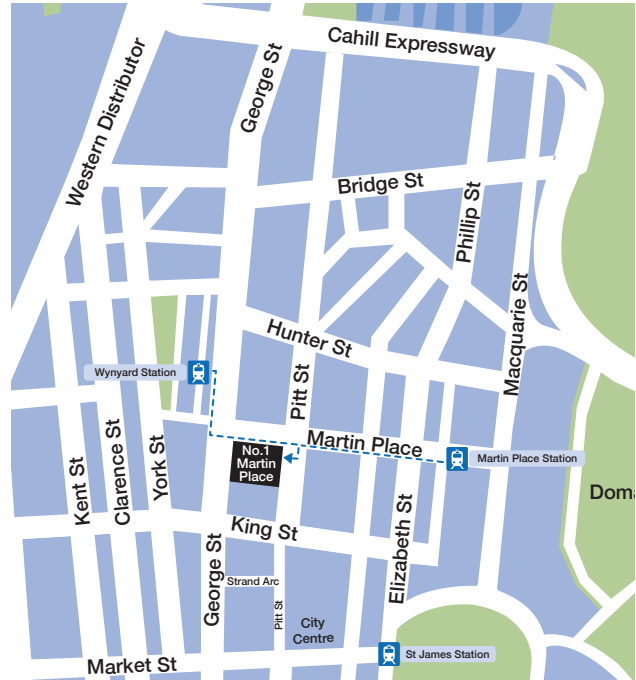 Cahill Expressway
George St
Western Distributor
Bridge St
Phillip St
Macquarie St
Hunter St
Wynyard Station
Pitt St
Martin Place
No.1
Martin
Place
Martin Place Station
Kent St
Clarence St
York St
Doma
King St
Elizabeth St
George St
Strand Arc
Pitt St
City
Centre
St James Station
Market St